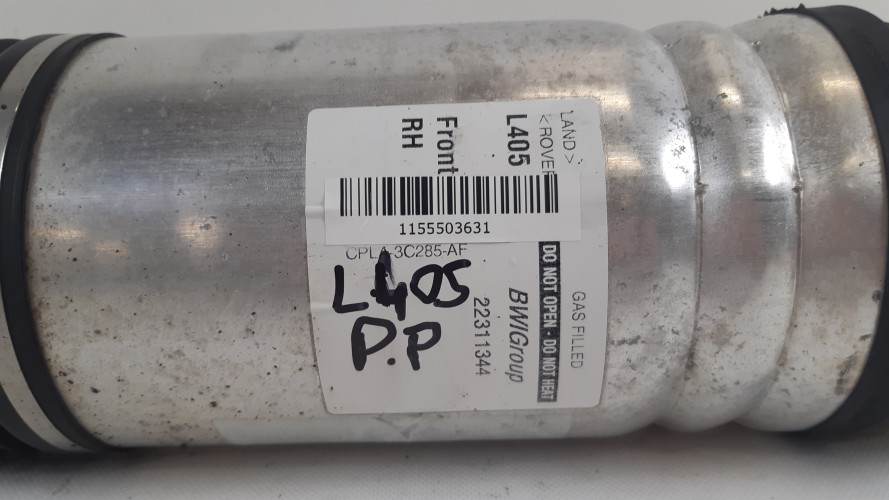 LAND>
<ROVER
L405
Front
RH
1155503631
CPLA-3C285-AF
L405
P.P
GAS FILLED
DO NOT OPEN - DO NOT HEAT
BWIGroup
22311344